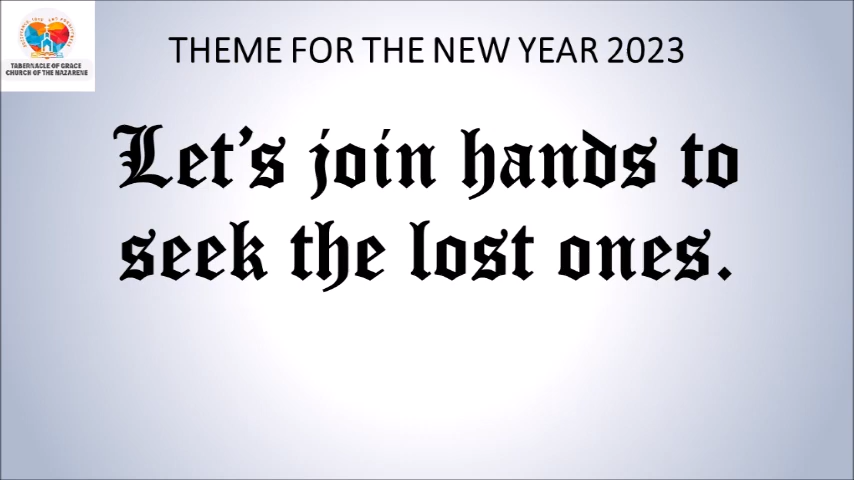 TABERNACLE OF GRACE
CHURCH OF THE NAZARENE
THEME FOR THE NEW YEAR 2023
Let's join hands to
seek the lost ones.